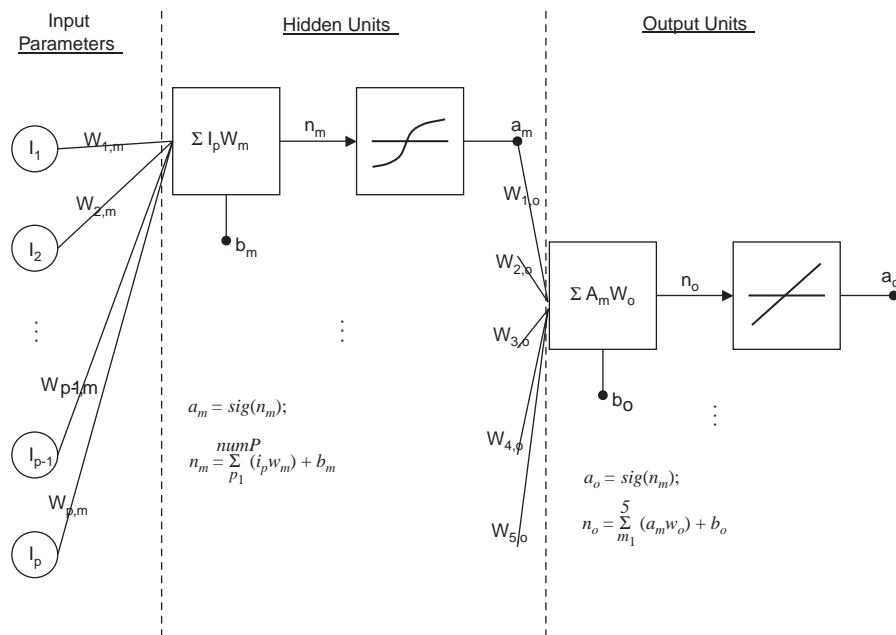 Input
Parameters
Hidden Units
Output Units
I1
W1,m
I2
W2,m
⋮
Wp-1,m
Ip-1
Wp,m
Ip
Σ IpWm
nm
am
bm
⋮
am = sig(nm);
numP
nm = Σ (ipwm) + bm
p1
W1,o
W2,o
W3,o
W4,o
W5,o
Σ AmWo
no
ao
bo
⋮
ao = sig(nm);
5
no = Σ (amwo) + bo
m1